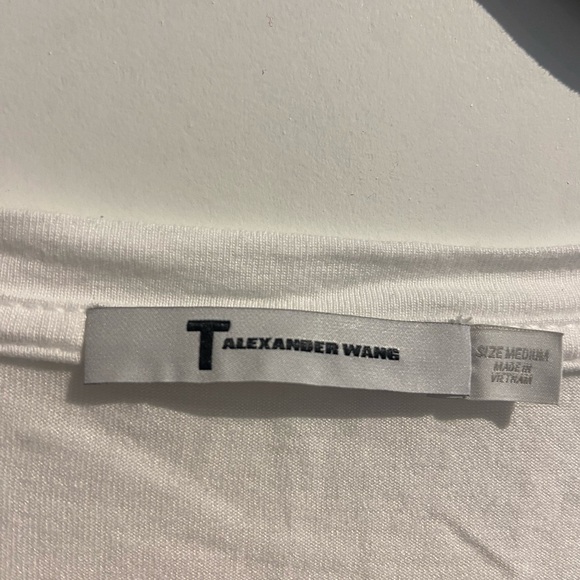 T ALEXANDER WANG
SIZE MEDIUM
MADE IN
VIETNAM